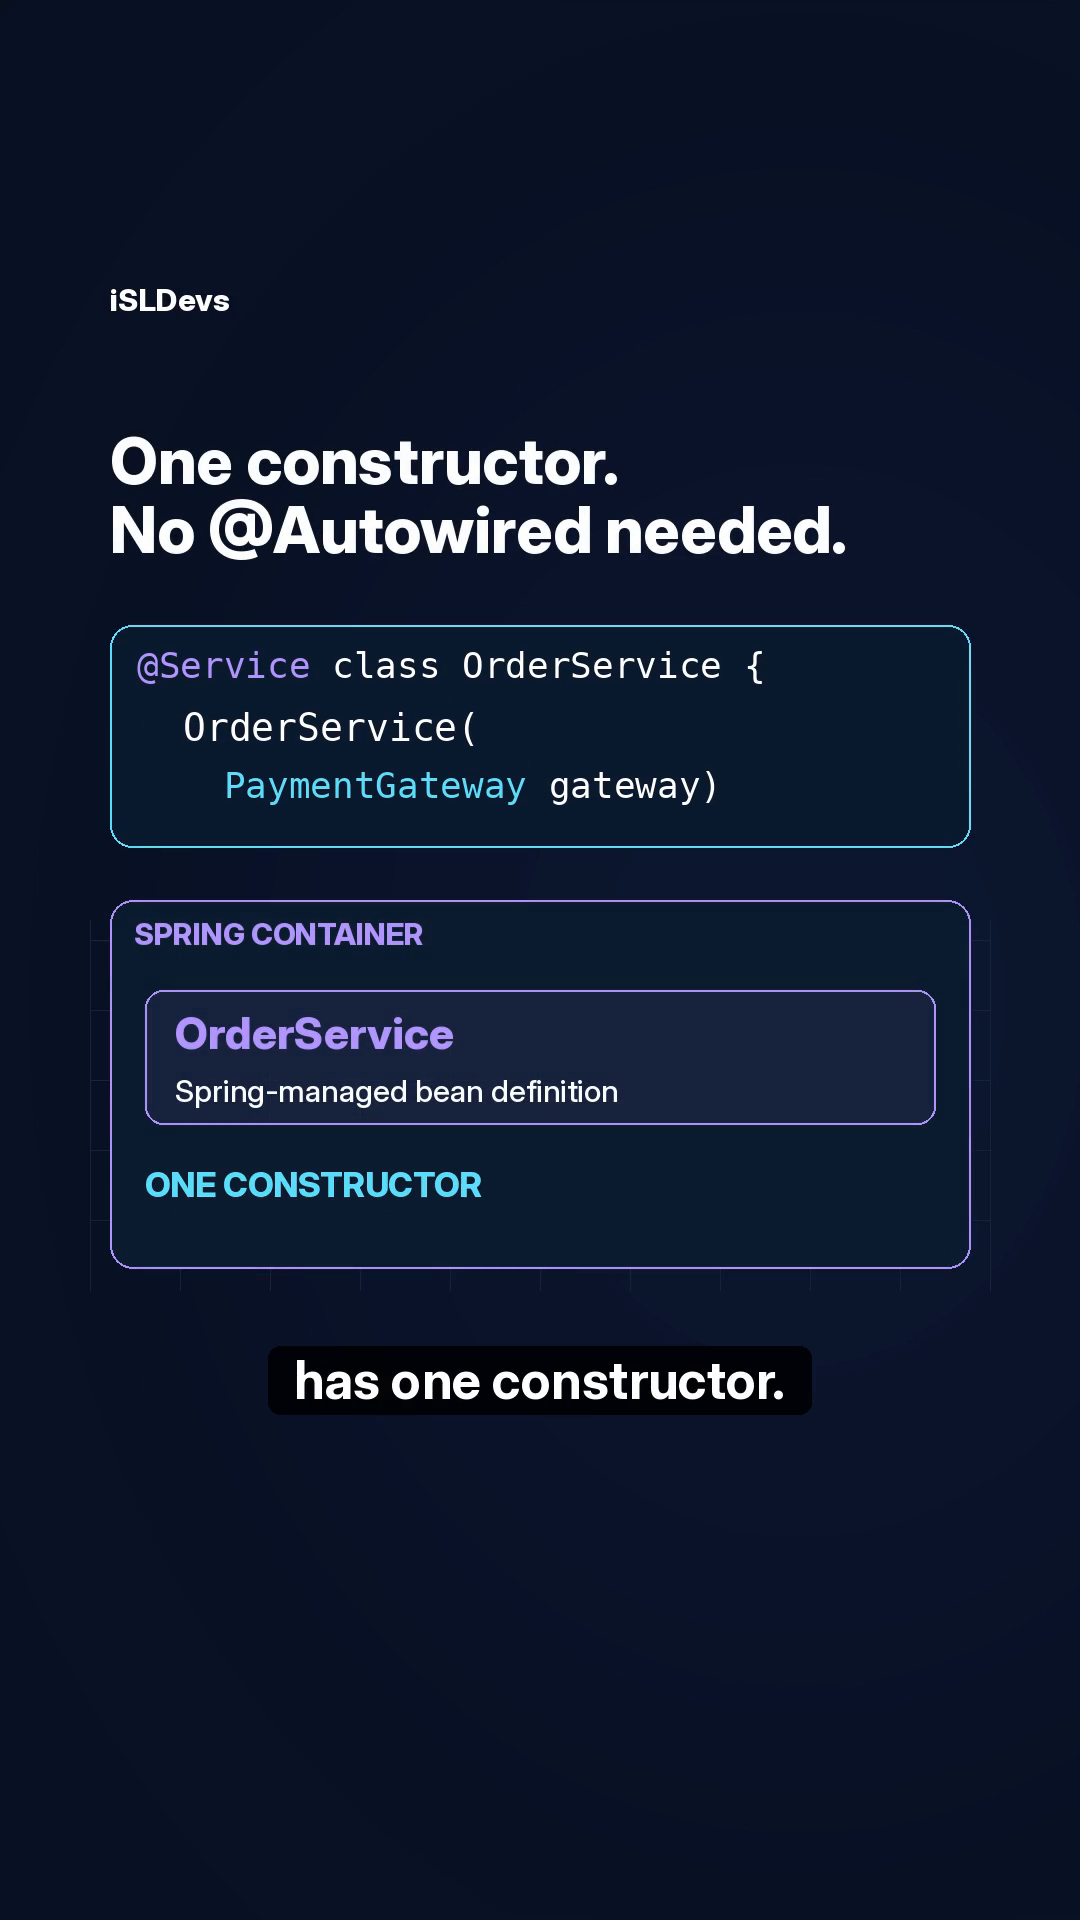 iSLDevs
One constructor.
No @Autowired needed.
@Service class OrderService {
OrderService(
PaymentGateway gateway)
SPRING CONTAINER
OrderService
Spring-managed bean definition
ONE CONSTRUCTOR
has one constructor.